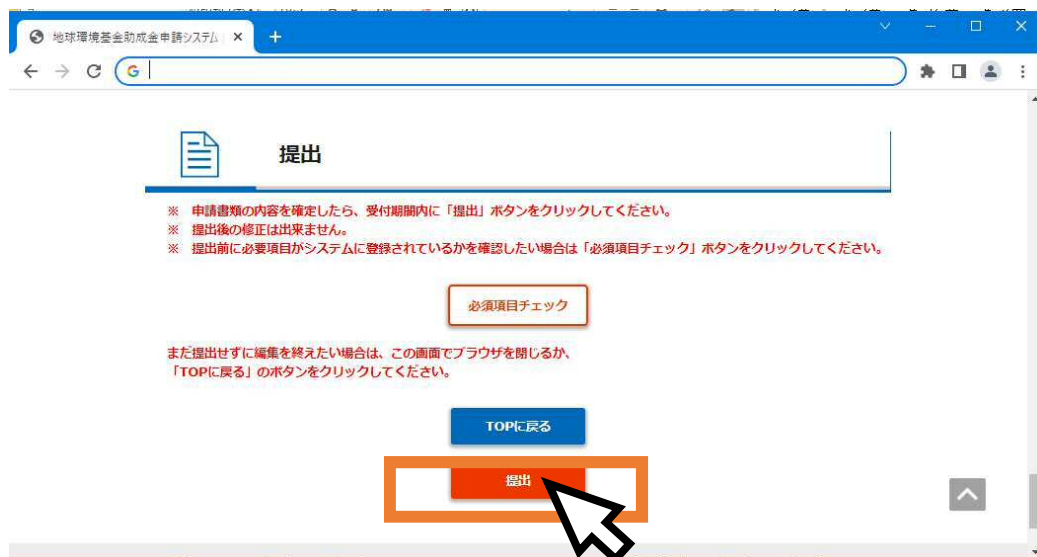 地球環境基金助成金申請システム
提出
※ 申請書類の内容を確定したら、受付期間内に「提出」ボタンをクリックしてください。
※ 提出後の修正は出来ません。
※ 提出前に必要項目がシステムに登録されているかを確認したい場合は「必須項目チェック」ボタンをクリックしてください。
必須項目チェック
まだ提出せずに編集を終えたい場合は、この画面でブラウザを閉じるか、
「TOPに戻る」のボタンをクリックしてください。
TOPに戻る
提出